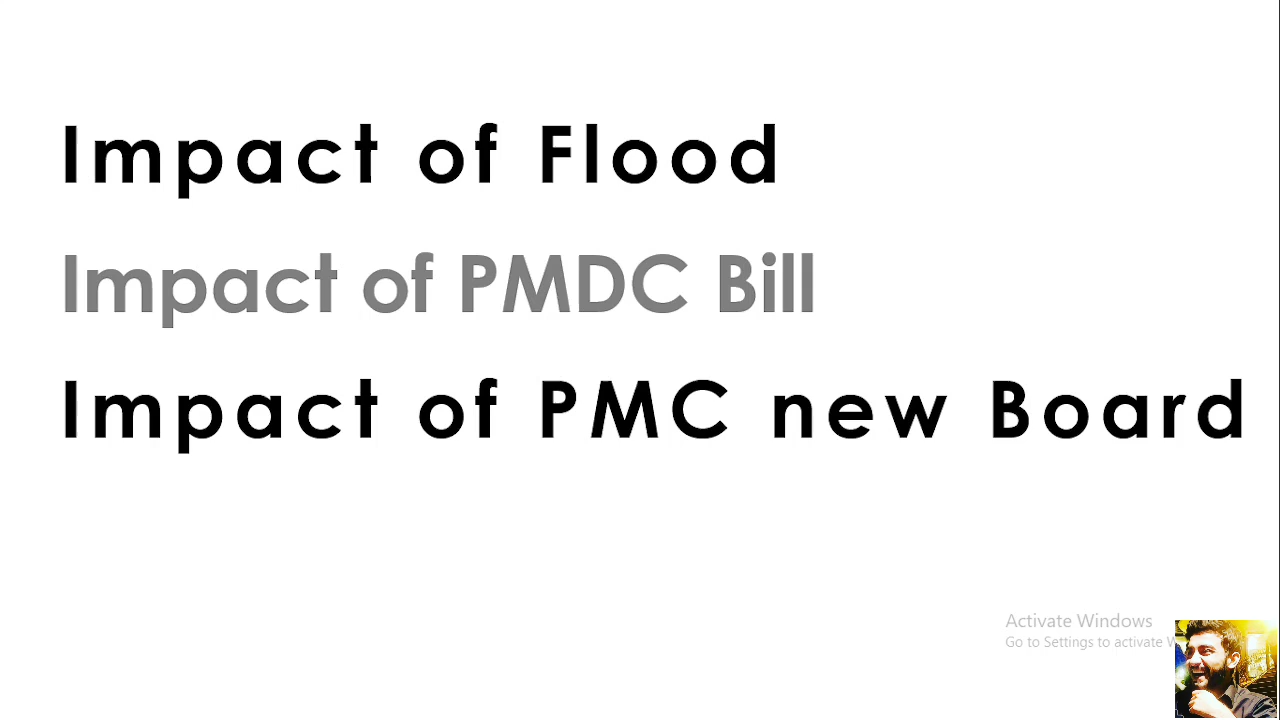 Impact of Flood
Impact of PMDC Bill
Impact of PMC new Board
Activate Windows
Go to Settings to activate